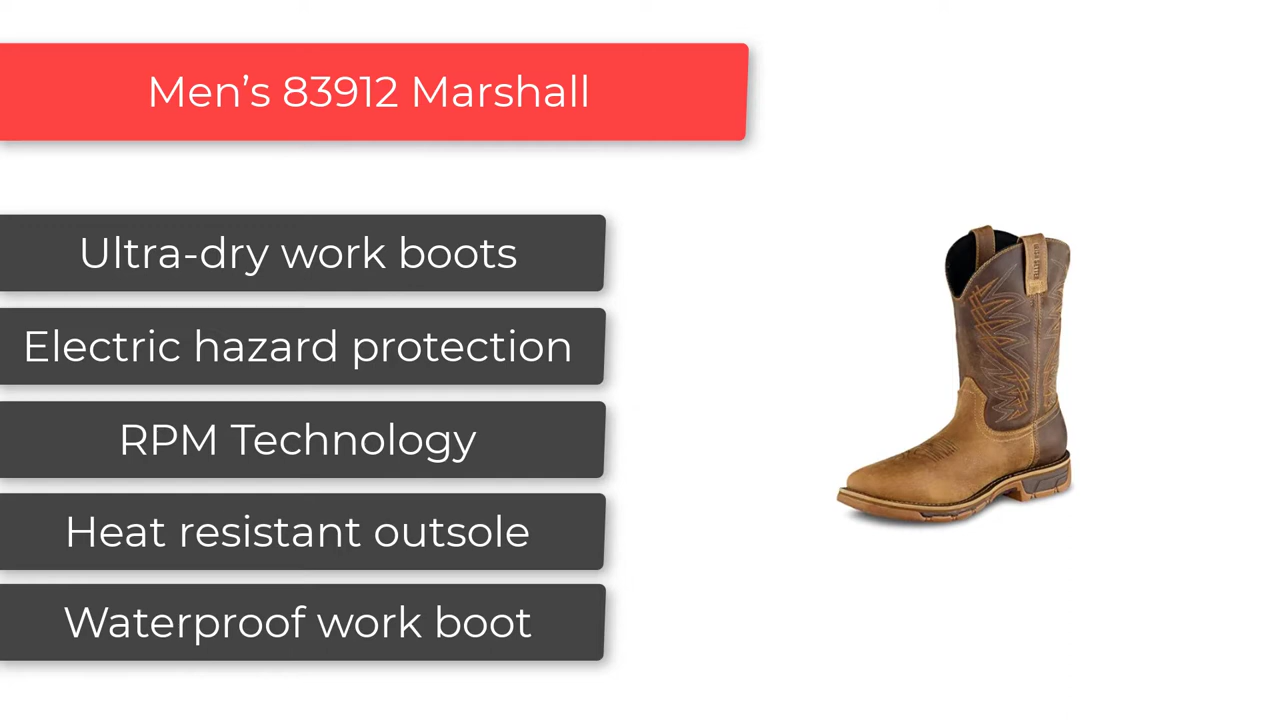 Men’s 83912 Marshall
Ultra-dry work boots
Electric hazard protection
RPM Technology
Heat resistant outsole
Waterproof work boot